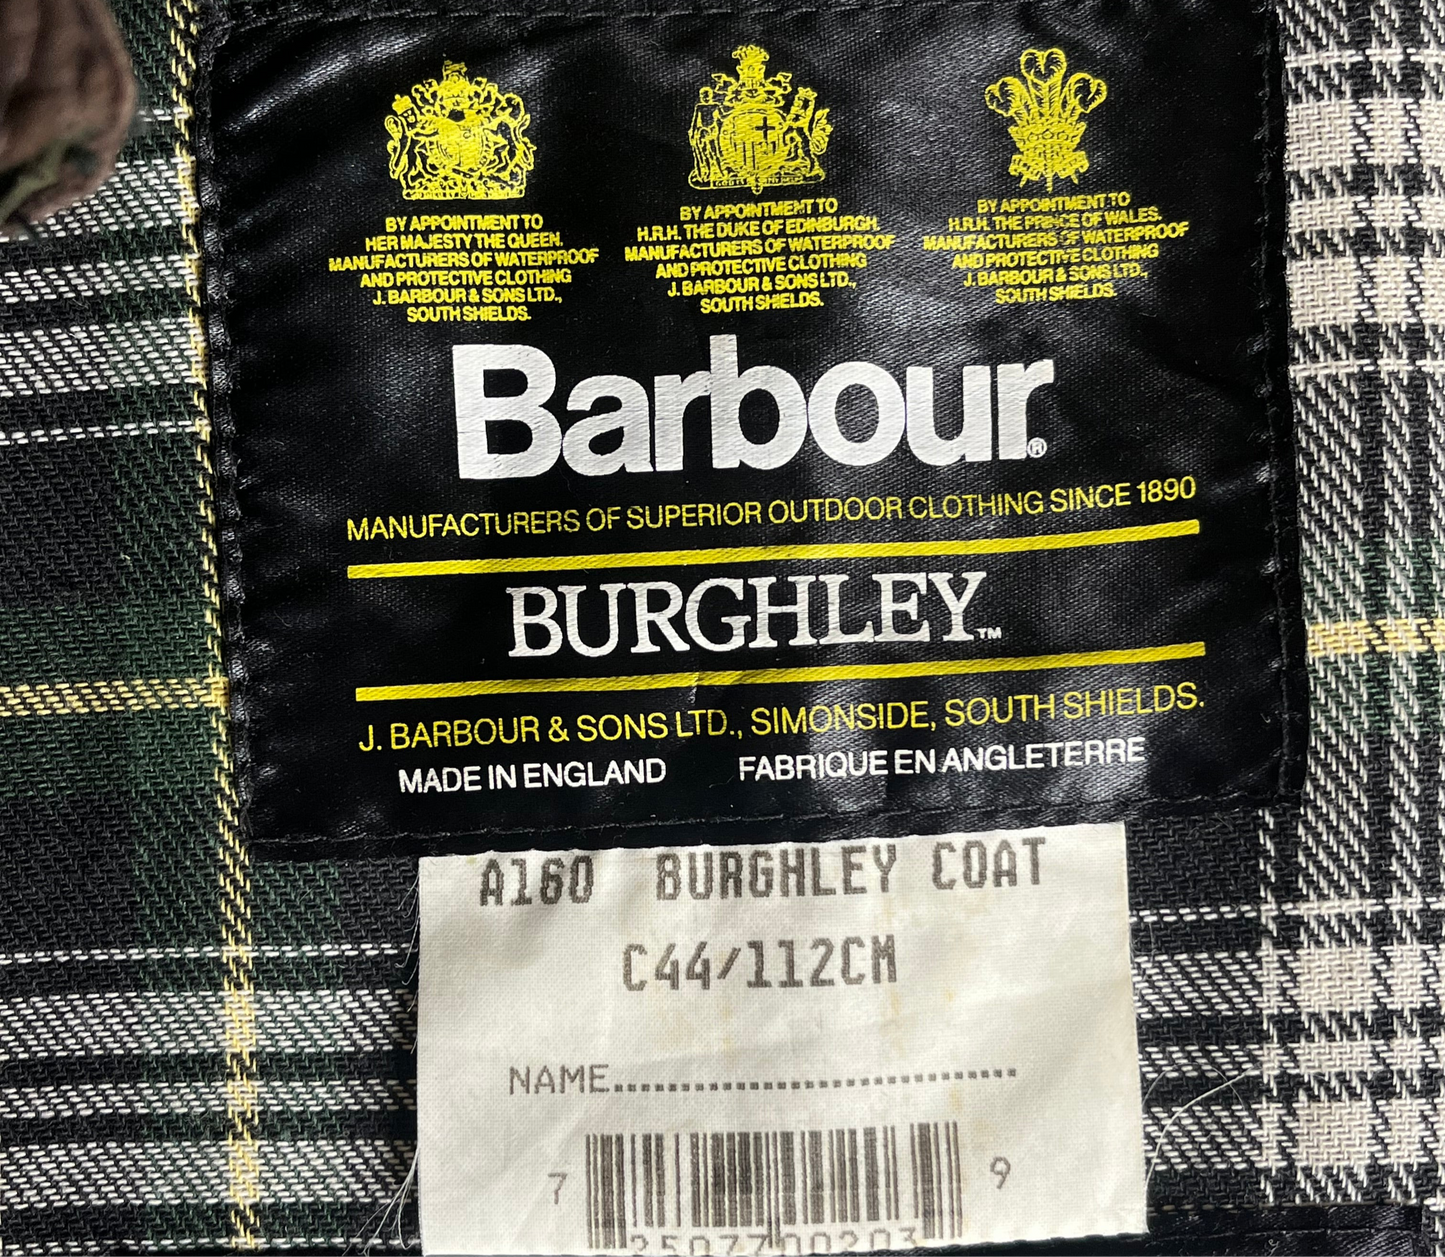 BY APPOINTMENT TO
HER MAJESTY THE QUEEN.
MANUFACTURERS OF WATERPROOF
AND PROTECTIVE CLOTHING
J. BARBOUR & SONS LTD.,
SOUTH SHIELDS.
BY APPOINTMENT TO
H.R.H. THE DUKE OF EDINBURGH.
MANUFACTURERS OF WATERPROOF
AND PROTECTIVE CLOTHING
J. BARBOUR & SONS LTD.,
SOUTH SHIELDS.
BY APPOINTMENT TO
H.R.H. THE PRINCE OF WALES.
MANUFACTURERS OF WATERPROOF
AND PROTECTIVE CLOTHING
J. BARBOUR & SONS LTD.,
SOUTH SHIELDS.
Barbour®
MANUFACTURERS OF SUPERIOR OUTDOOR CLOTHING SINCE 1890
BURGHLEY™
J. BARBOUR & SONS LTD., SIMONSIDE, SOUTH SHIELDS.
MADE IN ENGLAND FABRIQUE EN ANGLETERRE
A160 BURGHLEY COAT
C44/112CM
NAME..............................
7 9